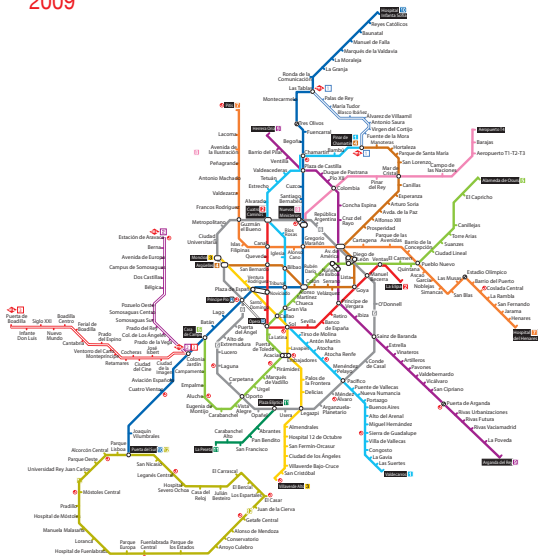 2009
Hospital
Infanta Sofía
Reyes Católicos
Baunatal
Manuel de Falla
Marqués de la Valdavia
La Moraleja
La Granja
Ronda de la
Comunicación
Las Tablas
Montecarmelo
Palas de Rey
María Tudor
Blasco Ibáñez
Álvarez de Villaamil
Antonio Saura
Virgen del Cortijo
Fuente de la Mora
Tres Olivos
Fuencarral
Begoña
Chamartín
Bambú
Pinar de
Chamartín
Manoteras
Hortaleza
Parque de Santa María
San Lorenzo
Mar de
Cristal
Canillas
Esperanza
Arturo Soria
Avda. de la Paz
Alfonso XIII
Prosperidad
Cartagena
Parque de las
Avenidas
Barrio de la
Concepción
Aeropuerto T4
Barajas
Aeropuerto T1-T2-T3
Campo de
las Naciones
Pinar
del Rey
Alameda de Osuna
El Capricho
Canillejas
Torre Arias
Suanzes
Ciudad Lineal
Pueblo Nuevo
Quintana
El Carmen
Ventas
Ascao
García
Noblejas
Simancas
San Blas
Las Musas
Estadio Olímpico
Barrio del Puerto
Coslada Central
La Rambla
San Fernando
Jarama
Henares
Hospital
del Henares
Pitis
Lacoma
Avenida de
la Ilustración
Peñagrande
Antonio Machado
Valdezarza
Francos Rodríguez
Guzmán
el Bueno
Metropolitano
Ciudad
Universitaria
Islas
Filipinas
Canal
Quevedo
San Bernardo
Moncloa
Argüelles
Plaza de España
Príncipe Pío
Herrera Oria
Barrio del Pilar
Ventilla
Valdeacederas
Tetuán
Estrecho
Alvarado
Cuatro
Caminos
Ríos
Rosas
Iglesia
Bilbao
Plaza de Castilla
Cuzco
Santiago
Bernabéu
Nuevos
Ministerios
Gregorio
Marañón
Alonso
Cano
Rubén
Darío
Duque de Pastrana
Pío XII
Colombia
Concha Espina
Cruz del
Rayo
República
Argentina
Av. de
América
Diego de
León
Núñez de
Balboa
Lista
Goya
Manuel
Becerra
La Elipa
O'Donnell
Príncipe de
Vergara
Ibiza
Sainz de Baranda
Estrella
Vinateros
Artilleros
Pavones
Valdebernardo
Vicálvaro
San Cipriano
Puerta de Arganda
Rivas Urbanizaciones
Rivas Futura
Rivas Vaciamadrid
La Poveda
Arganda del Rey
Conde de
Casal
Colón
Serrano
Velázquez
Retiro
Banco de
España
Sevilla
Sol
Gran Vía
Chueca
Alonso
Martínez
Tribunal
Noviciado
Santo
Domingo
Callao
Ópera
La Latina
Puerta de
Toledo
Acacias
Pirámides
Marqués
de Vadillo
Urgel
Oporto
Opañel
Plaza Elíptica
Usera
Legazpi
Tirso de Molina
Antón Martín
Lavapiés
Embajadores
Palos de
la Frontera
Delicias
Atocha
Atocha Renfe
Menéndez
Pelayo
Pacífico
Méndez
Álvaro
Arganzuela-
Planetario
Puente de Vallecas
Nueva Numancia
Portazgo
Buenos Aires
Alto del Arenal
Miguel Hernández
Sierra de Guadalupe
Villa de Vallecas
Congosto
La Gavia
Las Suertes
Valdecarros
Almendrales
Hospital 12 de Octubre
San Fermín-Orcasur
Ciudad de los Ángeles
Villaverde Bajo-Cruce
San Cristóbal
Villaverde Alto
Abrantes
Pan Bendito
San Francisco
Carabanchel
Alto
La Peseta
Vista
Alegre
Carabanchel
Eugenia de
Montijo
Aluche
Empalme
Campamento
Laguna
Carpetana
Lucero
Alto de
Extremadura
Puerta
del Ángel
Lago
Batán
Casa
de Campo
Colonia
Jardín
Aviación Española
Cuatro Vientos
Joaquín
Vilumbrales
Puerta del Sur
Estación de Aravaca
Berna
Avenida de Europa
Campus de Somosaguas
Dos Castillas
Bélgica
Pozuelo Oeste
Somosaguas Centro
Somosaguas Sur
Prado del Rey
Col. de Los Ángeles
Prado de la Vega
José
Isbert
Ciudad
del Cine
Cocheras
Ciudad de
la Imagen
Retamares
Montepríncipe
Ventorro del Cano
Prado
del Espino
Cantabria
Ferial de
Boadilla
Boadilla
Centro
Nuevo
Mundo
Siglo XXI
Infante
Don Luis
Puerta de
Boadilla
Parque
Lisboa
Alcorcón Central
Parque Oeste
Universidad Rey Juan Carlos
Móstoles Central
Pradillo
Hospital de Móstoles
Manuela Malasaña
Loranca
Hospital de Fuenlabrada
Parque
Europa
Fuenlabrada
Central
Parque de
los Estados
Arroyo Culebro
Conservatorio
Alonso de Mendoza
Getafe Central
Juan de la Cierva
El Casar
Los Espartales
El Bercial
El Carrascal
Julián
Besteiro
Casa del
Reloj
Hospital
Severo Ochoa
Leganés Central
San Nicasio